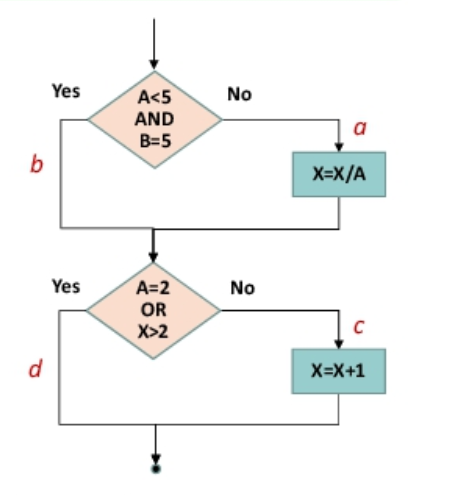 Yes
A<5
AND
B=5
No
a
b
X=X/A
Yes
A=2
OR
X>2
No
c
d
X=X+1